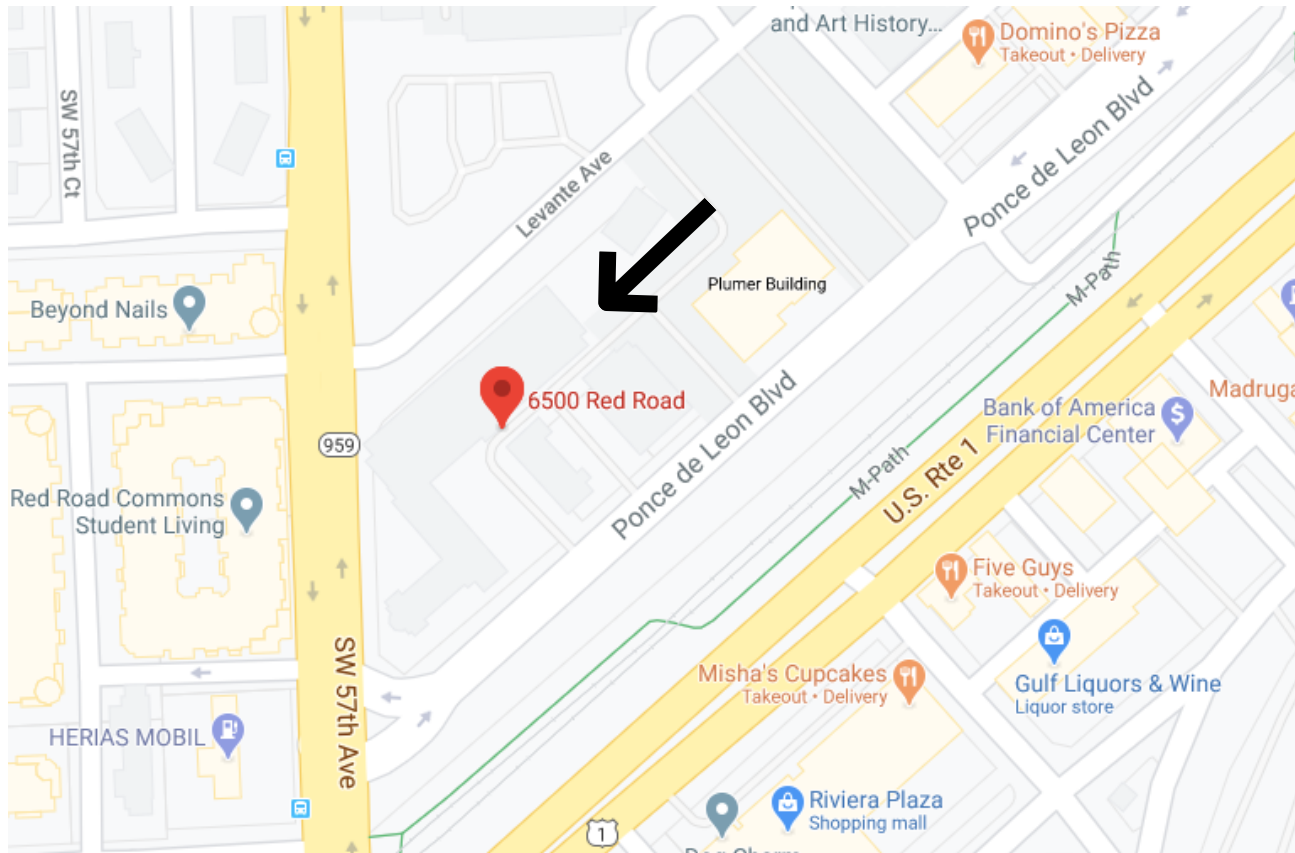 and Art History...
Domino's Pizza
Takeout • Delivery
SW 57th Ct
Levante Ave
Ponce de Leon Blvd
M-Path
Plumer Building
Beyond Nails
6500 Red Road
Ponce de Leon Blvd
Madruga
Bank of America
Financial Center
959
M-Path
U.S. Rte 1
Red Road Commons
Student Living
Five Guys
Takeout • Delivery
SW 57th Ave
Misha's Cupcakes
Takeout • Delivery
Gulf Liquors & Wine
Liquor store
HERIAS MOBIL
Riviera Plaza
Shopping mall
1